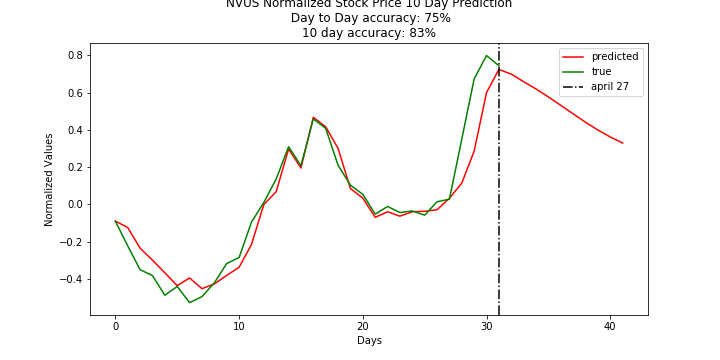 NVUS Normalized Stock Price 10 Day Prediction
Day to Day accuracy: 75%
10 day accuracy: 83%
predicted
true
april 27
Normalized Values
0.8
0.6
0.4
0.2
0.0
−0.2
−0.4
0 10 20 30 40
Days